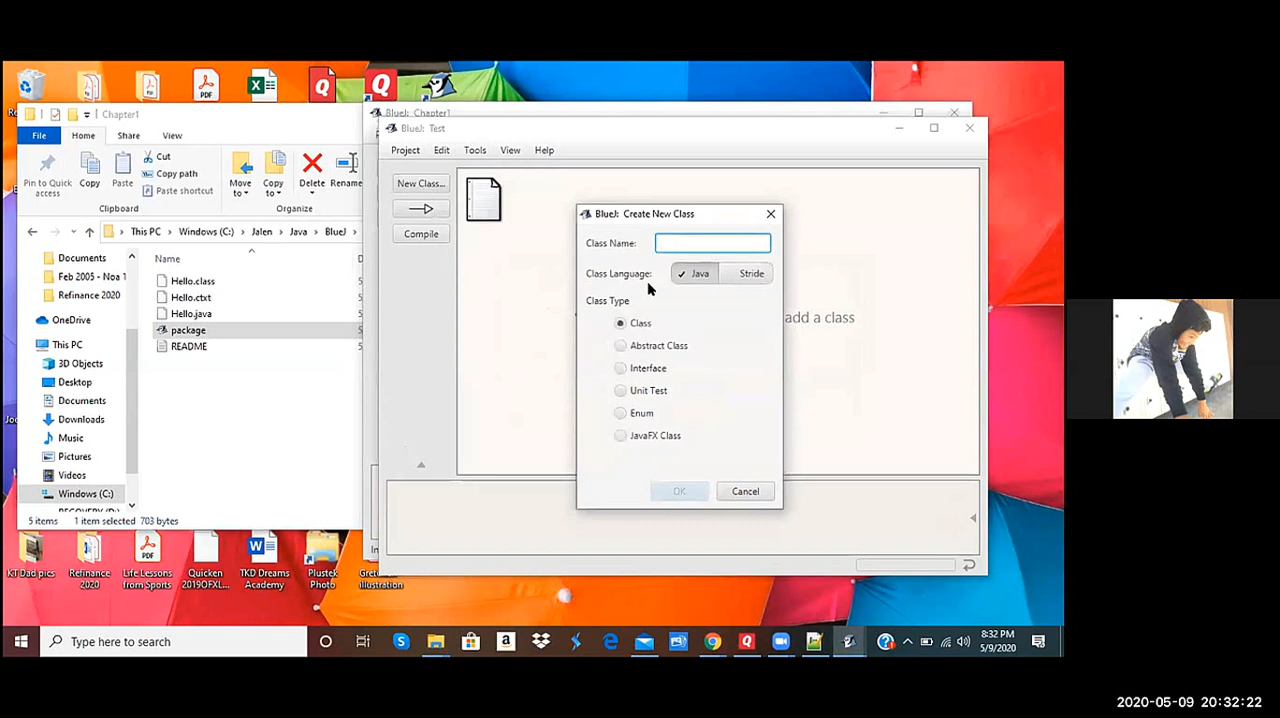 Chapter1
File Home Share View
Pin to Quick access
Copy
Paste
Cut
Copy path
Paste shortcut
Clipboard
Move to
Copy to
Delete
Rename
Organize
This PC > Windows (C:) > Jalen > Java > BlueJ >
Documents
Feb 2005 - Noa 1
Refinance 2020
OneDrive
This PC
3D Objects
Desktop
Documents
Downloads
Music
Pictures
Videos
Windows (C:)
Name
Hello.class
Hello.ctxt
Hello.java
package
README
5 items 1 item selected 703 bytes
BlueJ: Chapter1
BlueJ: Test
Project Edit Tools View Help
New Class...
Compile
add a class
BlueJ: Create New Class
Class Name:
Class Language: Java Stride
Class Type
Class
Abstract Class
Interface
Unit Test
Enum
JavaFX Class
OK Cancel
PDF
KT Dad pics
Refinance 2020
PDF
Life Lessons from Sports
Quicken 2019OFXL...
TKD Dreams Academy
Plustek Photo
Illustration
Type here to search
8:32 PM
5/9/2020
2020-05-09 20:32:22